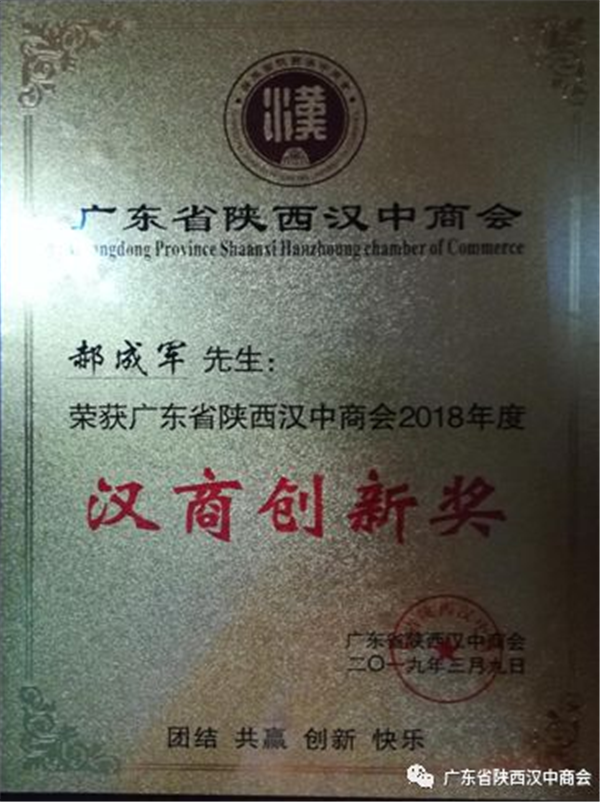 漢
广东省陕西汉中商会
Guangdong Province Shaanxi Hanzhoung chamber of Commerce
郝成军 先生：
荣获广东省陕西汉中商会2018年度
汉商创新奖
广东省陕西汉中商会
二〇一九年三月九日
团结 共赢 创新 快乐
广东省陕西汉中商会